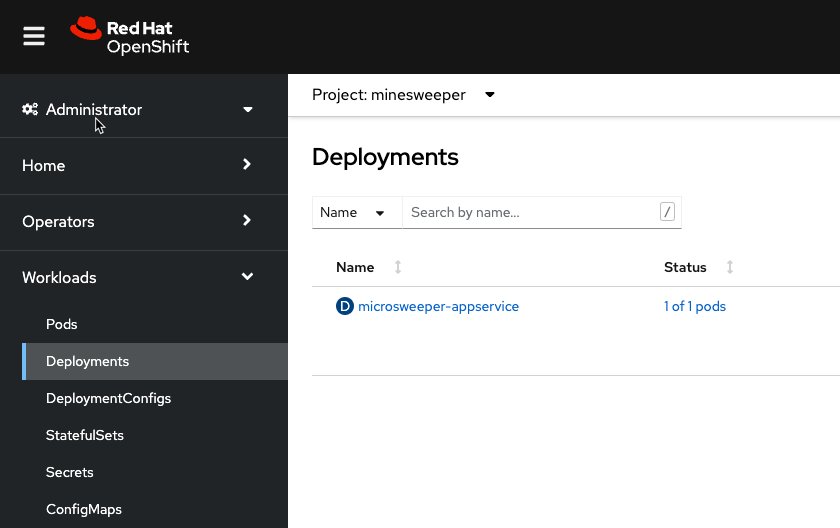 Red Hat
OpenShift
Administrator
Home
Operators
Workloads
Pods
Deployments
DeploymentConfigs
StatefulSets
Secrets
ConfigMaps
Project: minesweeper
Deployments
Name Search by name... /
Name Status
D microsweeper-appservice 1 of 1 pods